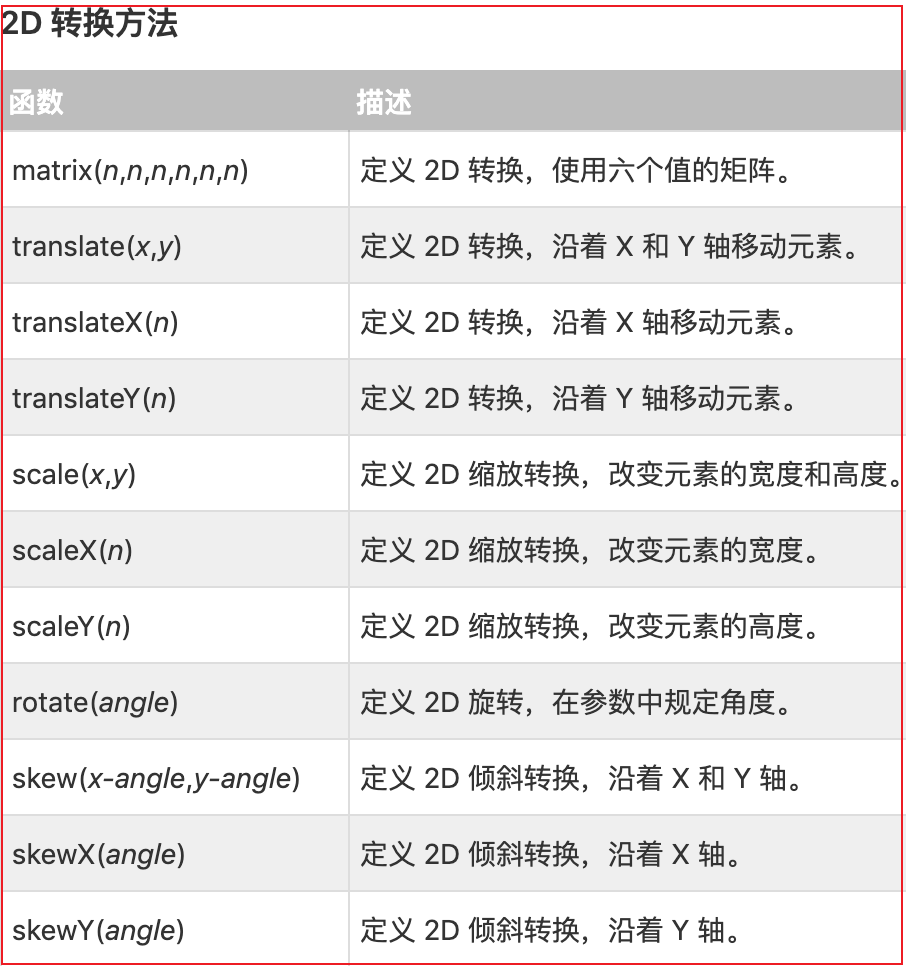 2D 转换方法
函数 描述
matrix(n,n,n,n,n,n) 定义 2D 转换，使用六个值的矩阵。
translate(x,y) 定义 2D 转换，沿着 X 和 Y 轴移动元素。
translateX(n) 定义 2D 转换，沿着 X 轴移动元素。
translateY(n) 定义 2D 转换，沿着 Y 轴移动元素。
scale(x,y) 定义 2D 缩放转换，改变元素的宽度和高度。
scaleX(n) 定义 2D 缩放转换，改变元素的宽度。
scaleY(n) 定义 2D 缩放转换，改变元素的高度。
rotate(angle) 定义 2D 旋转，在参数中规定角度。
skew(x-angle,y-angle) 定义 2D 倾斜转换，沿着 X 和 Y 轴。
skewX(angle) 定义 2D 倾斜转换，沿着 X 轴。
skewY(angle) 定义 2D 倾斜转换，沿着 Y 轴。